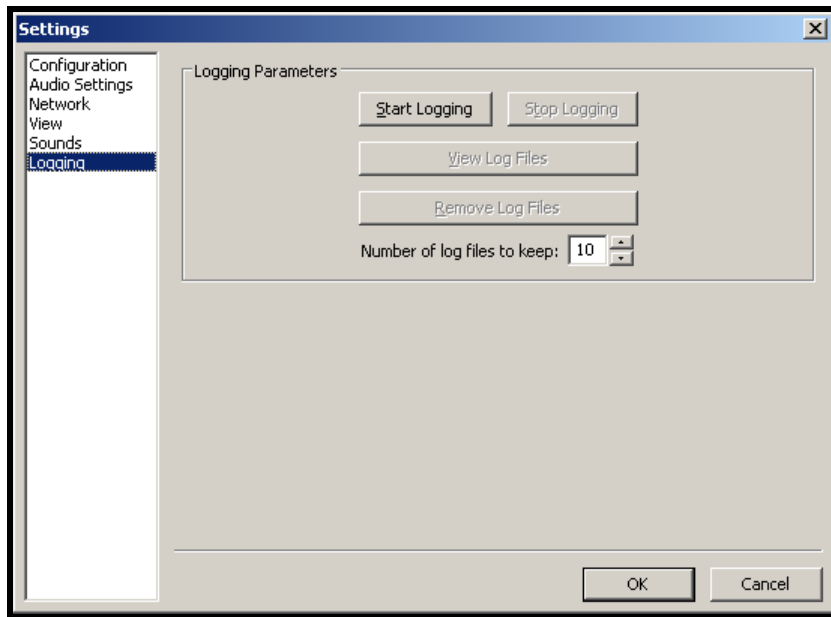 Settings
Configuration
Audio Settings
Network
View
Sounds
Logging
Logging Parameters
Start Logging
Stop Logging
View Log Files
Remove Log Files
Number of log files to keep: 10
OK
Cancel